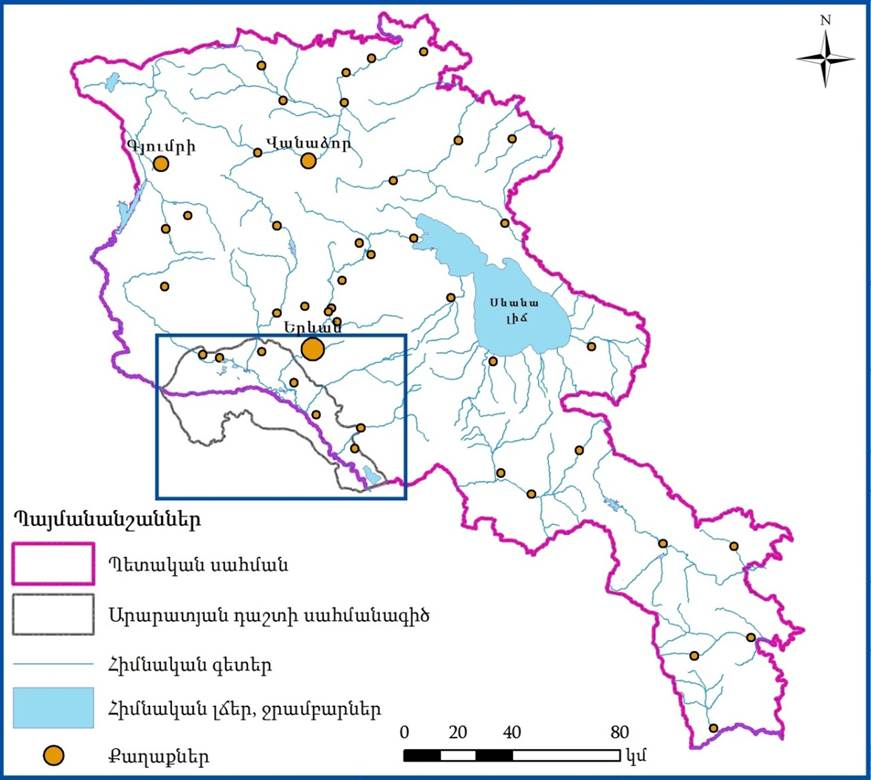 N
Գյումրի
Վանաձոր
Սևանա
լիճ
Երևան
Պայմանանշաններ
Պետական սահման
Արարատյան դաշտի սահմանագիծ
Հիմնական գետեր
Հիմնական լճեր, ջրամբարներ
Քաղաքներ
0 20 40 80
կմ